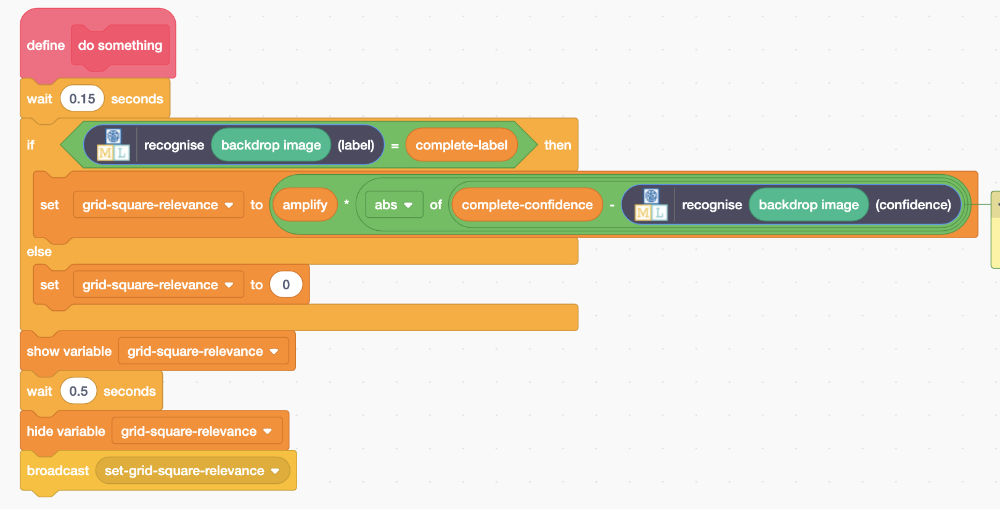 define do something
wait 0.15 seconds
if ML recognise backdrop image (label) = complete-label then
set grid-square-relevance to amplify * abs of complete-confidence - ML recognise backdrop image (confidence)
else
set grid-square-relevance to 0
show variable grid-square-relevance
wait 0.5 seconds
hide variable grid-square-relevance
broadcast set-grid-square-relevance